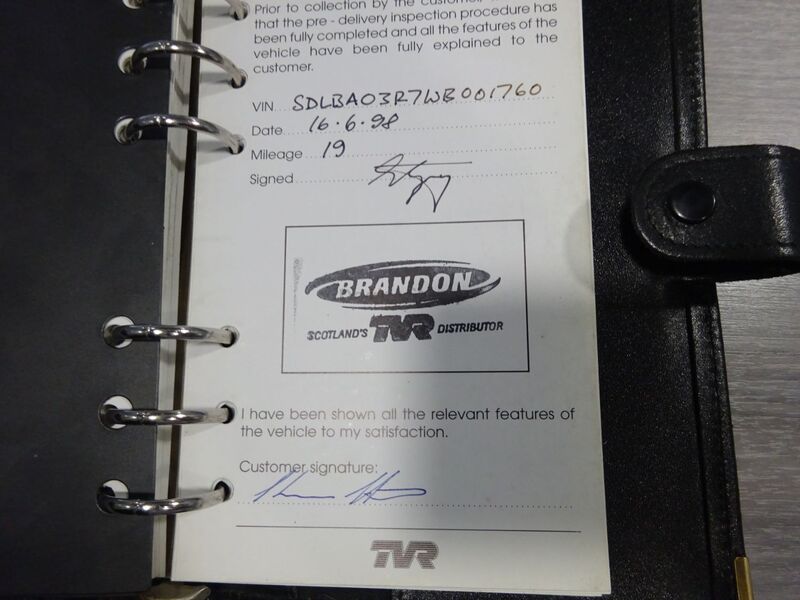 Prior to collection by the customer,
that the pre - delivery inspection procedure has
been fully completed and all the features of the
vehicle have been fully explained to the
customer.
VIN SDLBA03R7WB001760
Date 16.6.98
Mileage 19
Signed
BRANDON
SCOTLAND'S TVR DISTRIBUTOR
I have been shown all the relevant features of
the vehicle to my satisfaction.
Customer signature:
TVR